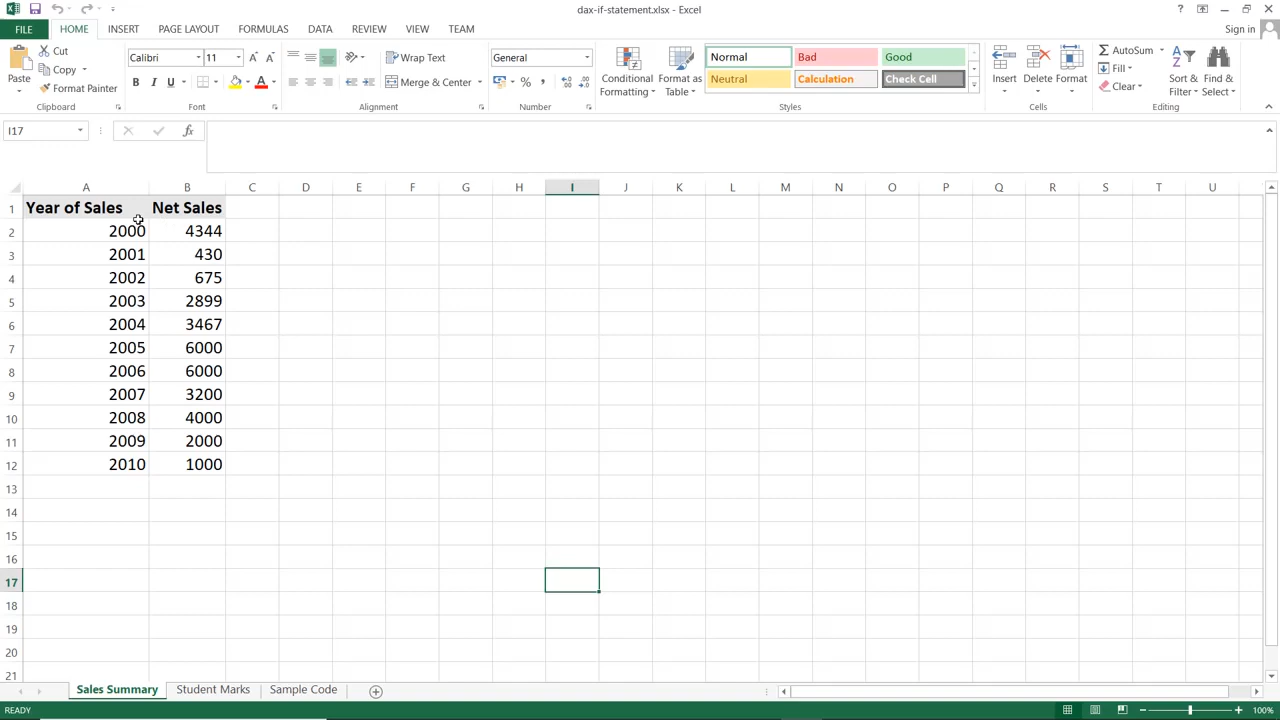 dax-if-statement.xlsx - Excel
Sign in
FILE HOME INSERT PAGE LAYOUT FORMULAS DATA REVIEW VIEW TEAM
Paste
Cut
Copy
Format Painter
Clipboard
Calibri 11
B I U
Font
Wrap Text
Merge & Center
Alignment
General
Number
Conditional Formatting
Format as Table
Normal Bad Good
Neutral Calculation Check Cell
Styles
Insert Delete Format
Cells
AutoSum
Fill
Clear
Sort & Filter
Find & Select
Editing
I17
fx
A B C D E F G H I J K L M N O P Q R S T U
1 Year of Sales Net Sales
2 2000 4344
3 2001 430
4 2002 675
5 2003 2899
6 2004 3467
7 2005 6000
8 2006 6000
9 2007 3200
10 2008 4000
11 2009 2000
12 2010 1000
13
14
15
16
17
18
19
20
21
Sales Summary Student Marks Sample Code
READY
100%